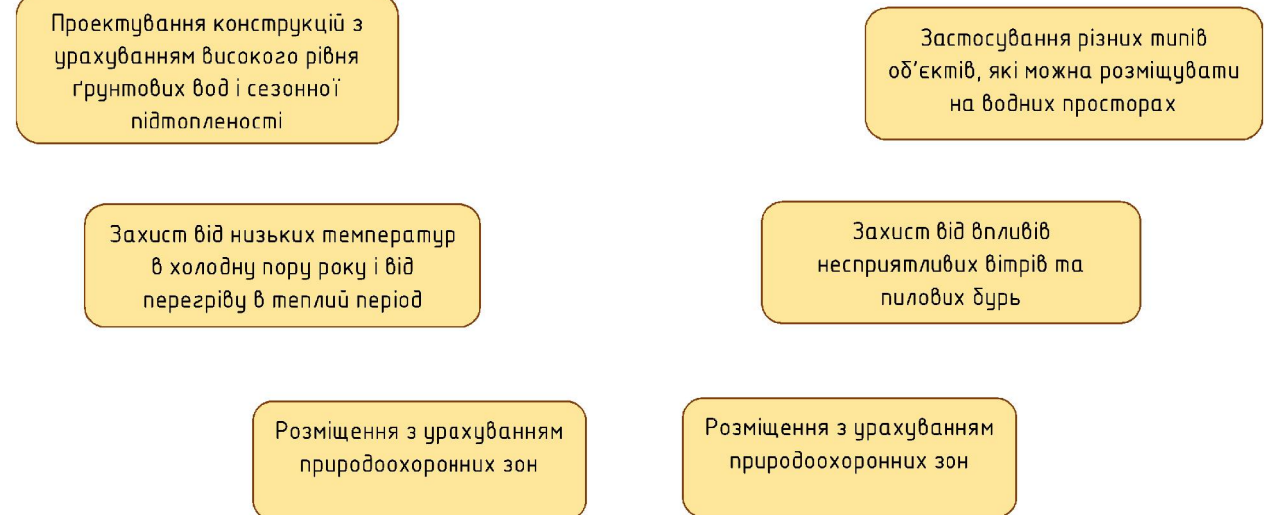 Проектування конструкцій з
урахуванням високого рівня
ґрунтових вод і сезонної
підтопленості
Застосування різних типів
об'єктів, які можна розміщувати
на водних просторах
Захист від низьких температур
в холодну пору року і від
перегріву в теплий період
Захист від впливів
несприятливих вітрів та
пилових бурь
Розміщення з урахуванням
природоохоронних зон
Розміщення з урахуванням
природоохоронних зон